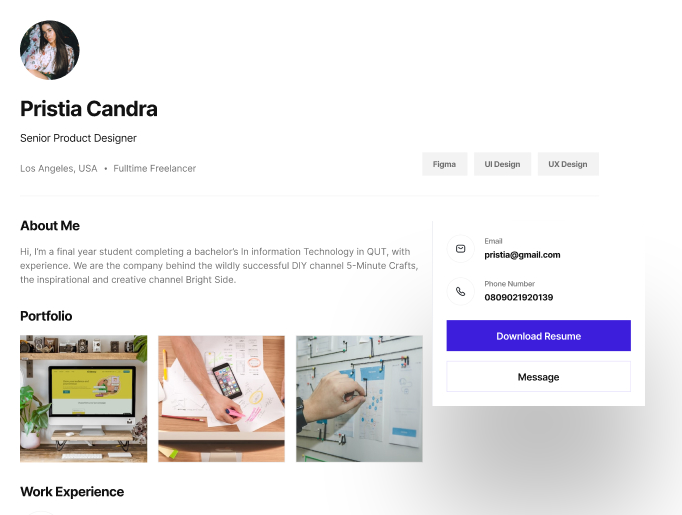 Pristia Candra
Senior Product Designer
Los Angeles, USA • Fulltime Freelancer
Figma
UI Design
UX Design
About Me
Hi, I'm a final year student completing a bachelor's In information Technology in QUT, with
experience. We are the company behind the wildly successful DIY channel 5-Minute Crafts,
the inspirational and creative channel Bright Side.
Email
pristia@gmail.com
Phone Number
0809021920139
Download Resume
Message
Portfolio
Work Experience